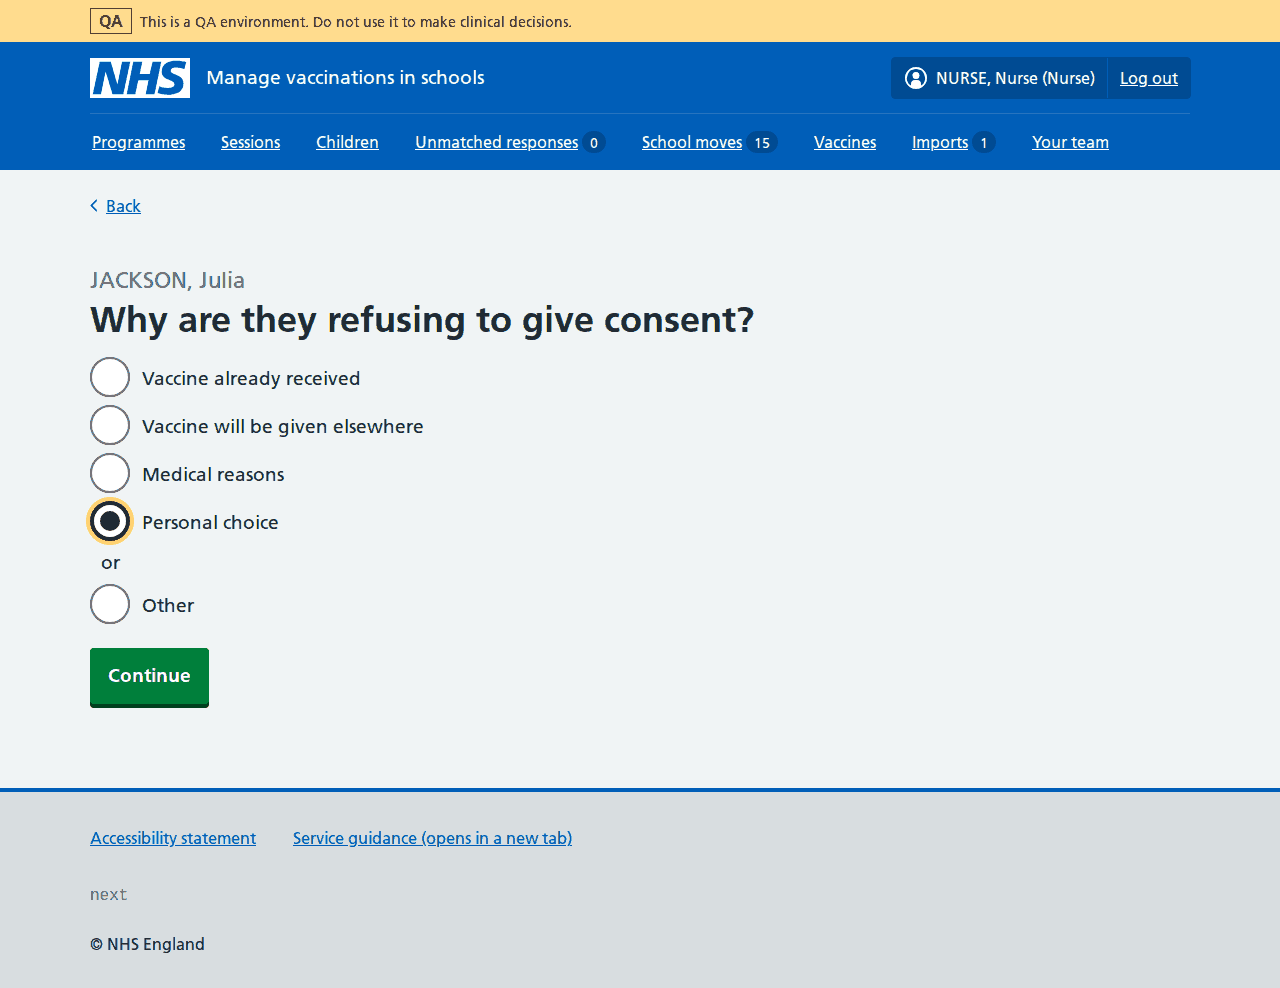 QA This is a QA environment. Do not use it to make clinical decisions.
NHS Manage vaccinations in schools NURSE, Nurse (Nurse) Log out
Programmes Sessions Children Unmatched responses 0 School moves 15 Vaccines Imports 1 Your team
Back
JACKSON, Julia
Why are they refusing to give consent?
Vaccine already received
Vaccine will be given elsewhere
Medical reasons
Personal choice
or
Other
Continue
Accessibility statement Service guidance (opens in a new tab)
next
© NHS England